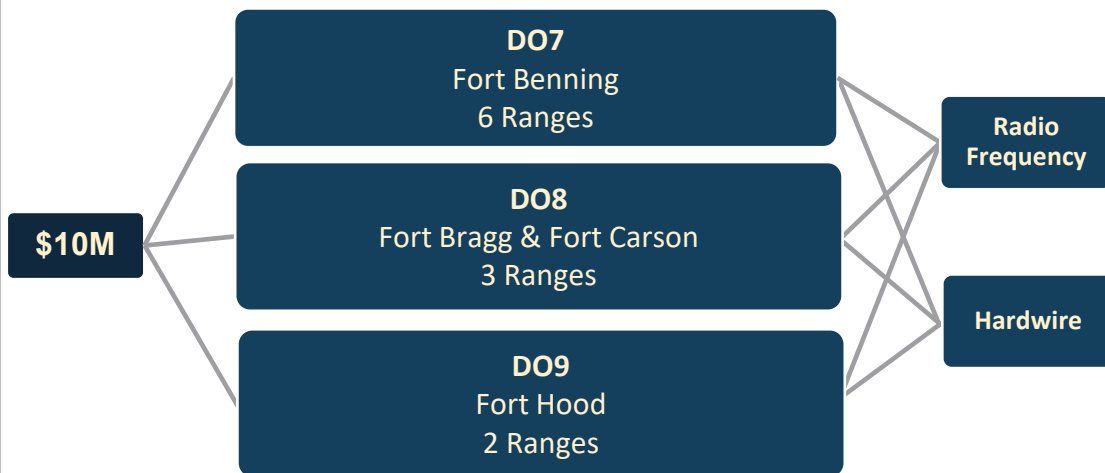 $10M
DO7
Fort Benning
6 Ranges
DO8
Fort Bragg & Fort Carson
3 Ranges
DO9
Fort Hood
2 Ranges
Radio
Frequency
Hardwire